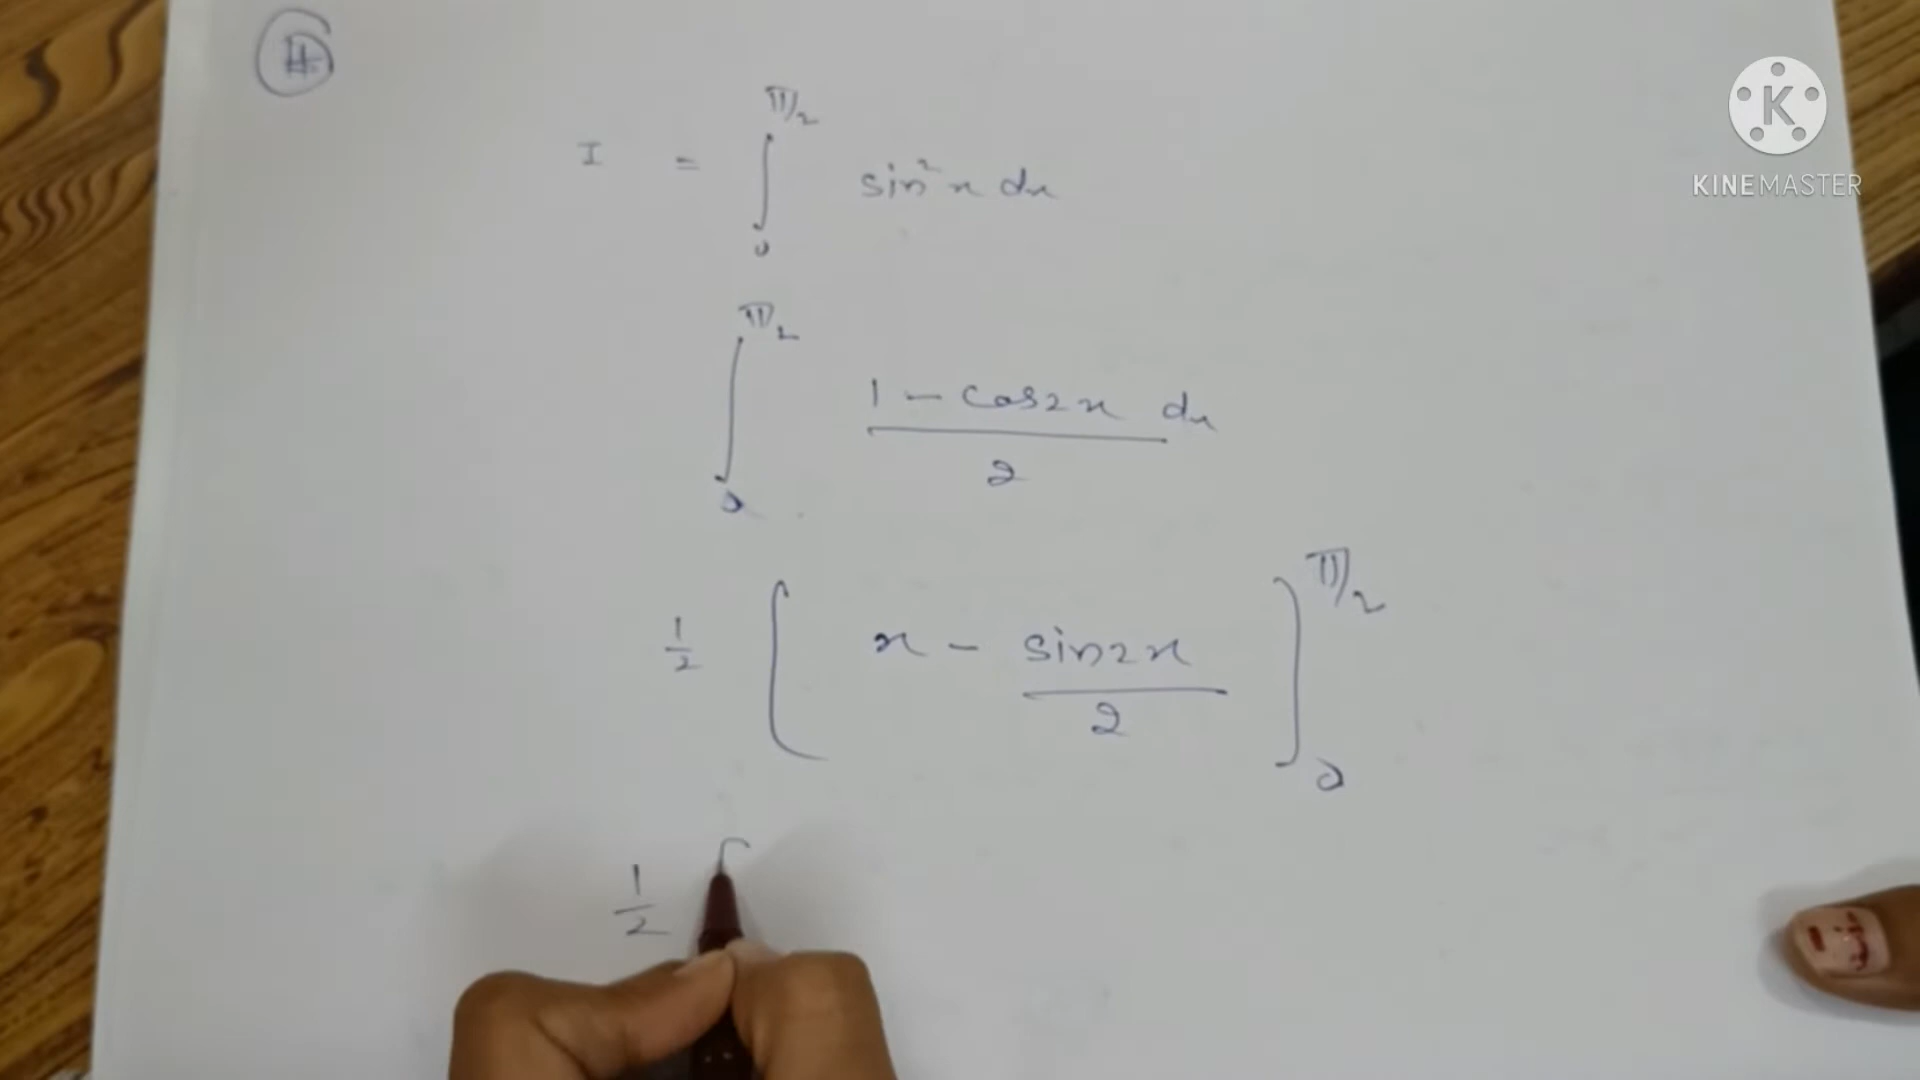 4
KINEMASTER
I = ∫₀^π/2 sin²x dx
∫₀^π/2 (1 - cos2x)/2 dx
1/2 [ x - sin2x/2 ]₀^π/2
1/2 [